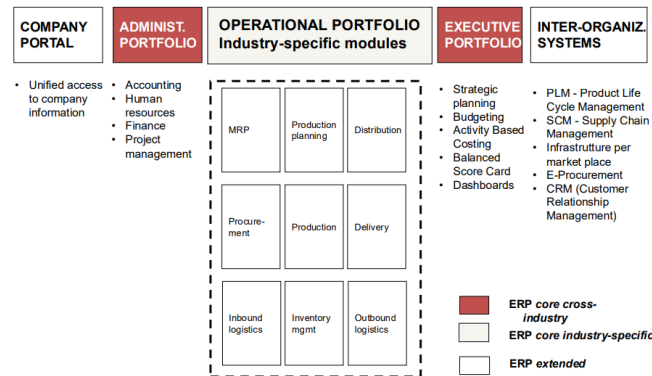 COMPANY
PORTAL
ADMINIST.
PORTFOLIO
OPERATIONAL PORTFOLIO
Industry-specific modules
EXECUTIVE
PORTFOLIO
INTER-ORGANIZ.
SYSTEMS
• Unified access
to company
information
• Accounting
• Human
resources
• Finance
• Project
management
MRP
Production
planning
Distribution
Procure-
ment
Production
Delivery
Inbound
logistics
Inventory
mgmt
Outbound
logistics
• Strategic
planning
• Budgeting
• Activity Based
Costing
• Balanced
Score Card
• Dashboards
• PLM - Product Life
Cycle Management
• SCM - Supply Chain
Management
• Infrastrutture per
market place
• E-Procurement
• CRM (Customer
Relationship
Management)
ERP core cross-
industry
ERP core industry-specific
ERP extended